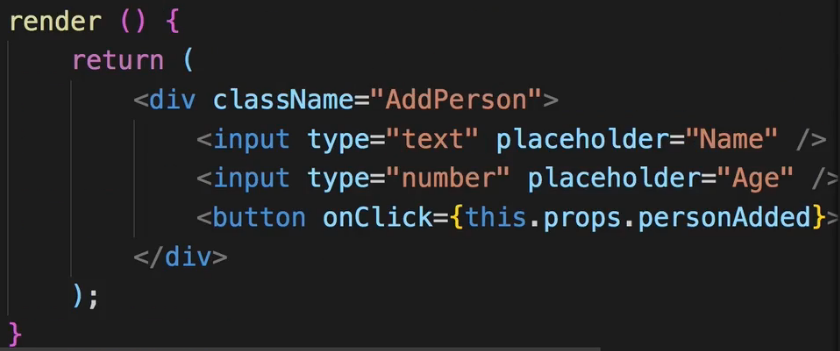 render () {
return (
<div className="AddPerson">
<input type="text" placeholder="Name" />
<input type="number" placeholder="Age" />
<button onClick={this.props.personAdded}>
</div>
);
}